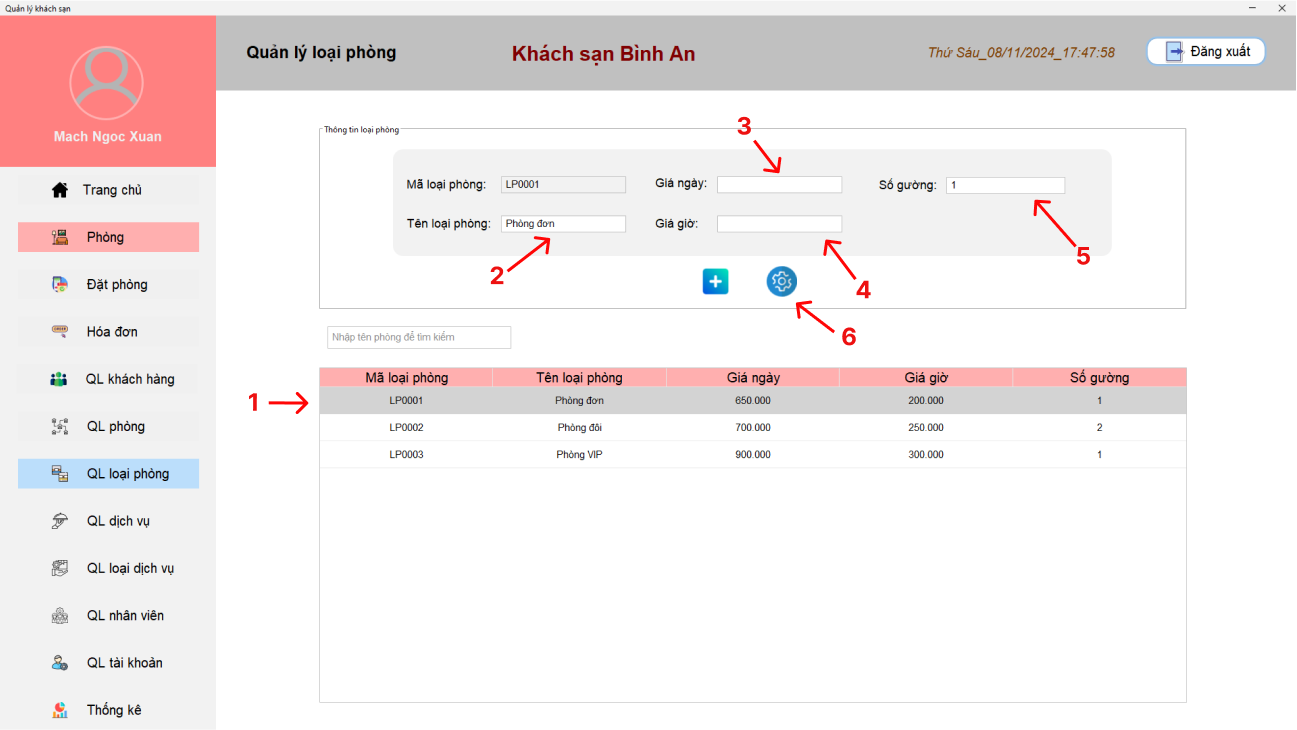 Quản lý khách sạn
Mach Ngoc Xuan
Quản lý loại phòng
Khách sạn Bình An
Thứ Sáu_08/11/2024_17:47:58
Đăng xuất
Trang chủ
Phòng
Đặt phòng
Hóa đơn
QL khách hàng
QL phòng
QL loại phòng
QL dịch vụ
QL loại dịch vụ
QL nhân viên
QL tài khoản
Thống kê
Thông tin loại phòng
3
Mã loại phòng: LP0001 Giá ngày: Số gường: 1
Tên loại phòng: Phòng đơn Giá giờ:
2
4
5
6
Nhập tên phòng để tìm kiếm
1
Mã loại phòng Tên loại phòng Giá ngày Giá giờ Số gường
LP0001 Phòng đơn 650.000 200.000 1
LP0002 Phòng đôi 700.000 250.000 2
LP0003 Phòng VIP 900.000 300.000 1